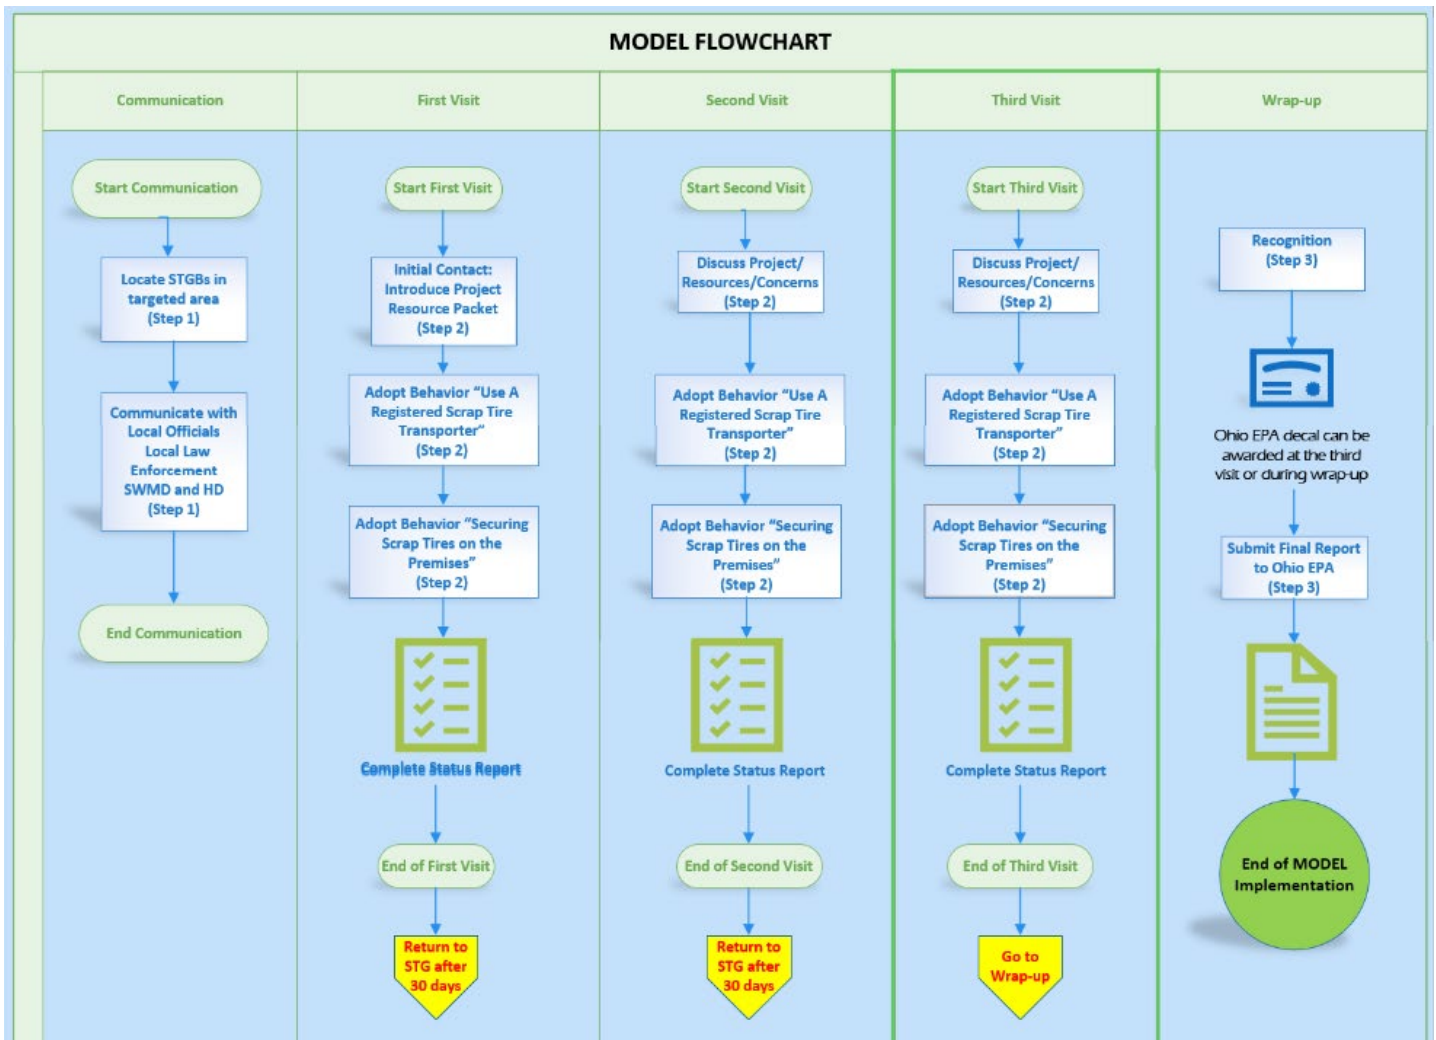 MODEL FLOWCHART
Communication
First Visit
Second Visit
Third Visit
Wrap-up
Start Communication
Locate STGBs in
targeted area
(Step 1)
Communicate with
Local Officials
Local Law
Enforcement
SWMD and HD
(Step 1)
End Communication
Start First Visit
Initial Contact:
Introduce Project
Resource Packet
(Step 2)
Adopt Behavior “Use A
Registered Scrap Tire
Transporter”
(Step 2)
Adopt Behavior “Securing
Scrap Tires on the
Premises”
(Step 2)
Complete Status Report
End of First Visit
Return to
STG after
30 days
Start Second Visit
Discuss Project/
Resources/Concerns
(Step 2)
Adopt Behavior “Use A
Registered Scrap Tire
Transporter”
(Step 2)
Adopt Behavior “Securing
Scrap Tires on the
Premises”
(Step 2)
Complete Status Report
End of Second Visit
Return to
STG after
30 days
Start Third Visit
Discuss Project/
Resources/Concerns
(Step 2)
Adopt Behavior “Use A
Registered Scrap Tire
Transporter”
(Step 2)
Adopt Behavior “Securing
Scrap Tires on the
Premises”
(Step 2)
Complete Status Report
End of Third Visit
Go to
Wrap-up
Recognition
(Step 3)
Ohio EPA decal can be
awarded at the third
visit or during wrap-up
Submit Final Report
to Ohio EPA
(Step 3)
End of MODEL
Implementation